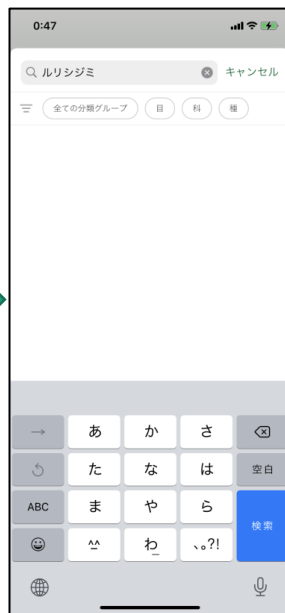 0:47
ルリシジミ キャンセル
全ての分類グループ 目 科 種
→ あ か さ
た な は 空白
ABC ま や ら 検索
^^ わ_ 、。?!